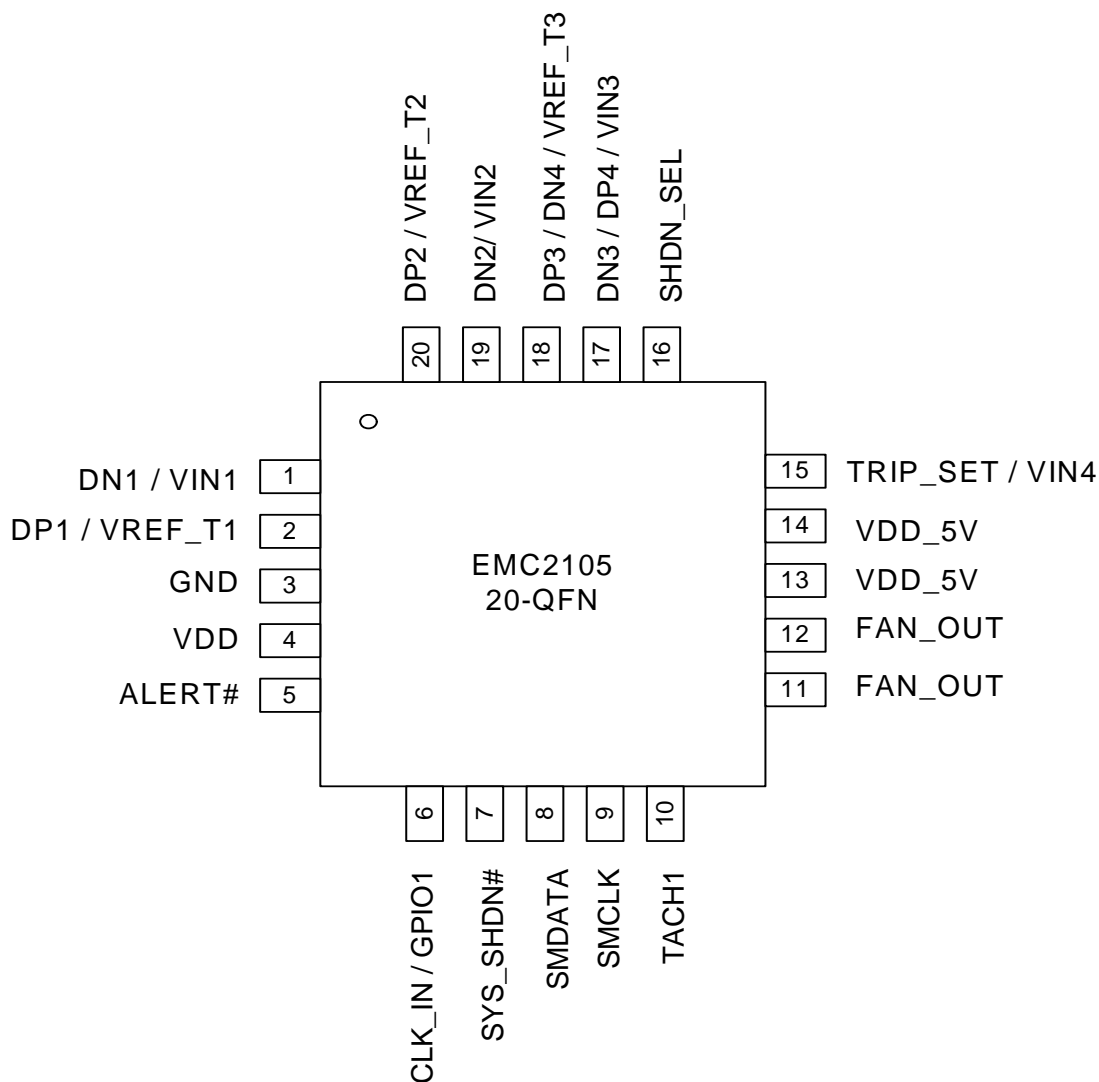 DP2 / VREF_T2
DN2/ VIN2
DP3 / DN4 / VREF_T3
DN3 / DP4 / VIN3
SHDN_SEL
20
19
18
17
16
DN1 / VIN1
1
DP1 / VREF_T1
2
GND
3
VDD
4
ALERT#
5
EMC2105
20-QFN
15
TRIP_SET / VIN4
14
VDD_5V
13
VDD_5V
12
FAN_OUT
11
FAN_OUT
6
7
8
9
10
CLK_IN / GPIO1
SYS_SHDN#
SMDATA
SMCLK
TACH1